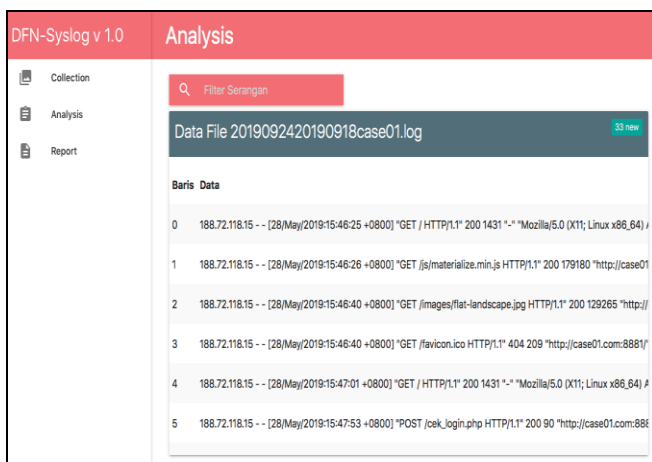 DFN-Syslog v 1.0
Analysis
Collection
Analysis
Report
Filter Serangan
Data File 2019092420190918case01.log
33 new
Baris Data
0 188.72.118.15 - - [28/May/2019:15:46:25 +0800] "GET / HTTP/1.1" 200 1431 "-" "Mozilla/5.0 (X11; Linux x86_64) A
1 188.72.118.15 - - [28/May/2019:15:46:26 +0800] "GET /js/materialize.min.js HTTP/1.1" 200 179180 "http://case01
2 188.72.118.15 - - [28/May/2019:15:46:40 +0800] "GET /images/flat-landscape.jpg HTTP/1.1" 200 129265 "http://
3 188.72.118.15 - - [28/May/2019:15:46:40 +0800] "GET /favicon.ico HTTP/1.1" 404 209 "http://case01.com:8881/"
4 188.72.118.15 - - [28/May/2019:15:47:01 +0800] "GET / HTTP/1.1" 200 1431 "-" "Mozilla/5.0 (X11; Linux x86_64) A
5 188.72.118.15 - - [28/May/2019:15:47:53 +0800] "POST /cek_login.php HTTP/1.1" 200 90 "http://case01.com:888